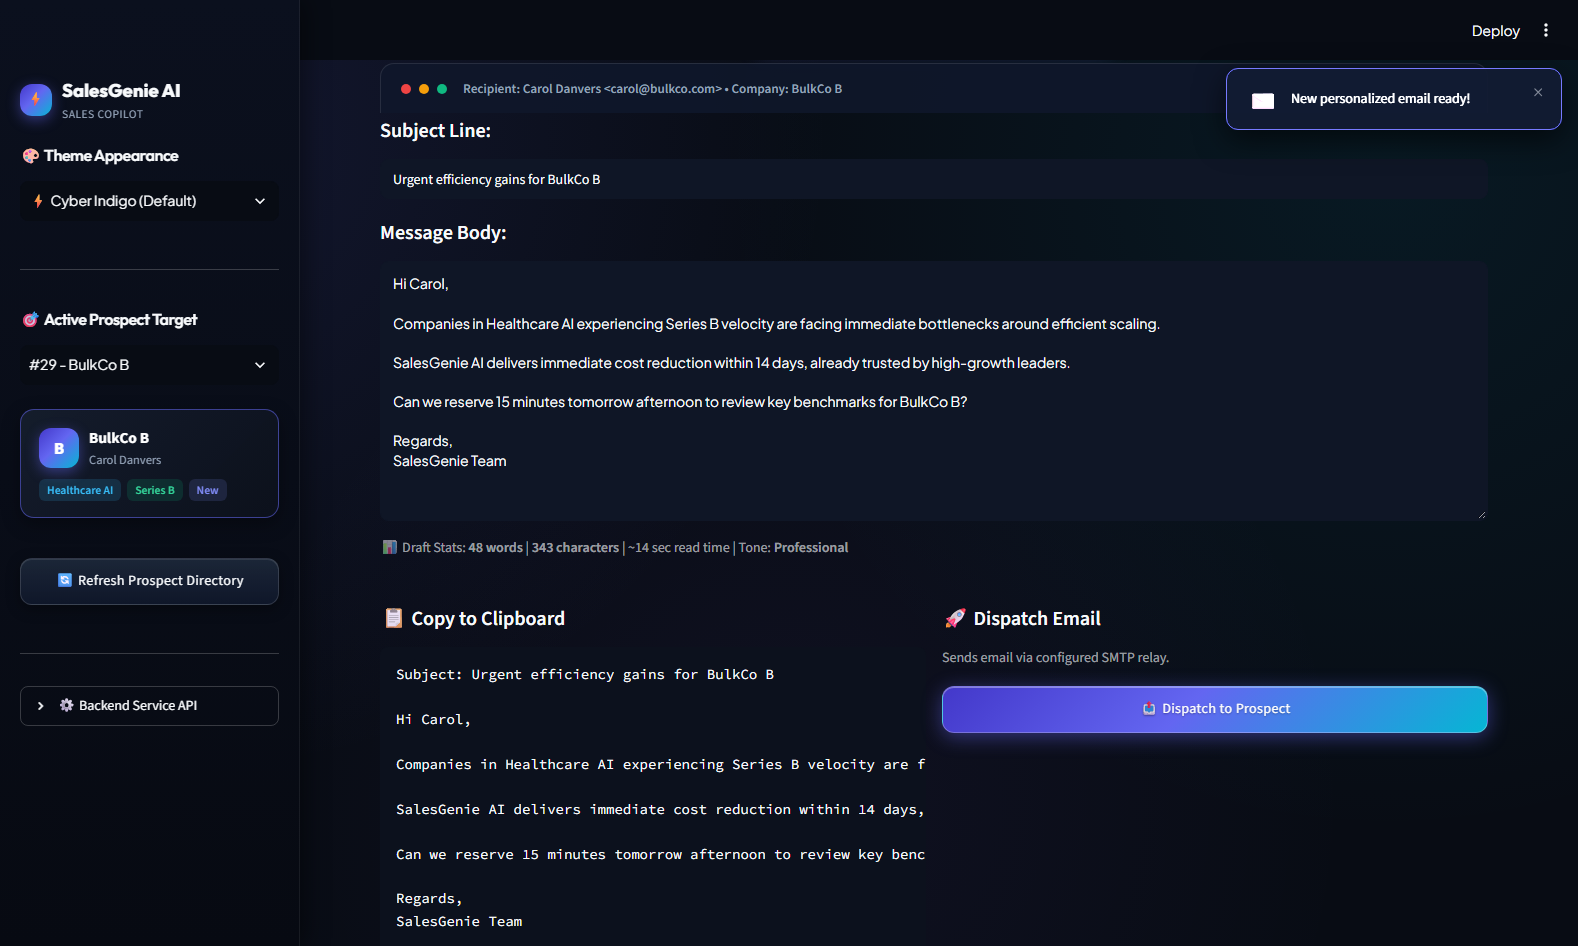 Deploy
SalesGenie AI
SALES COPILOT
Theme Appearance
Cyber Indigo (Default)
Active Prospect Target
#29 - BulkCo B
B
BulkCo B
Carol Danvers
Healthcare AI
Series B
New
Refresh Prospect Directory
Backend Service API
Recipient: Carol Danvers <carol@bulkco.com> • Company: BulkCo B
New personalized email ready!
Subject Line:
Urgent efficiency gains for BulkCo B
Message Body:
Hi Carol,
Companies in Healthcare AI experiencing Series B velocity are facing immediate bottlenecks around efficient scaling.
SalesGenie AI delivers immediate cost reduction within 14 days, already trusted by high-growth leaders.
Can we reserve 15 minutes tomorrow afternoon to review key benchmarks for BulkCo B?
Regards,
SalesGenie Team
Draft Stats: 48 words | 343 characters | ~14 sec read time | Tone: Professional
Copy to Clipboard
Subject: Urgent efficiency gains for BulkCo B
Hi Carol,
Companies in Healthcare AI experiencing Series B velocity are f
SalesGenie AI delivers immediate cost reduction within 14 days,
Can we reserve 15 minutes tomorrow afternoon to review key benc
Regards,
SalesGenie Team
Dispatch Email
Sends email via configured SMTP relay.
Dispatch to Prospect